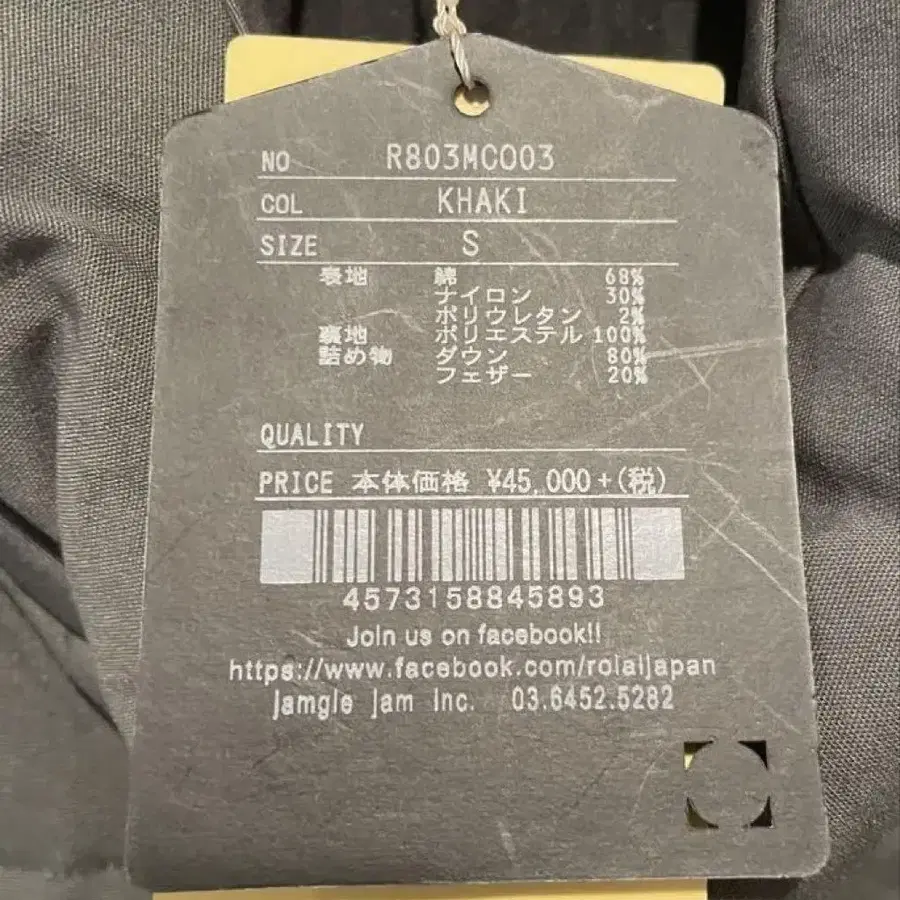 NO R803MC003
COL KHAKI
SIZE S
表地 綿 68%
ナイロン 30%
ポリウレタン 2%
裏地 ポリエステル 100%
詰め物 ダウン 80%
フェザー 20%
QUALITY
PRICE 本体価格 ¥45,000+(税)
4573158845893
Join us on facebook!!
https://www.facebook.com/rolaijapan
jamgle jam Inc. 03.6452.5282